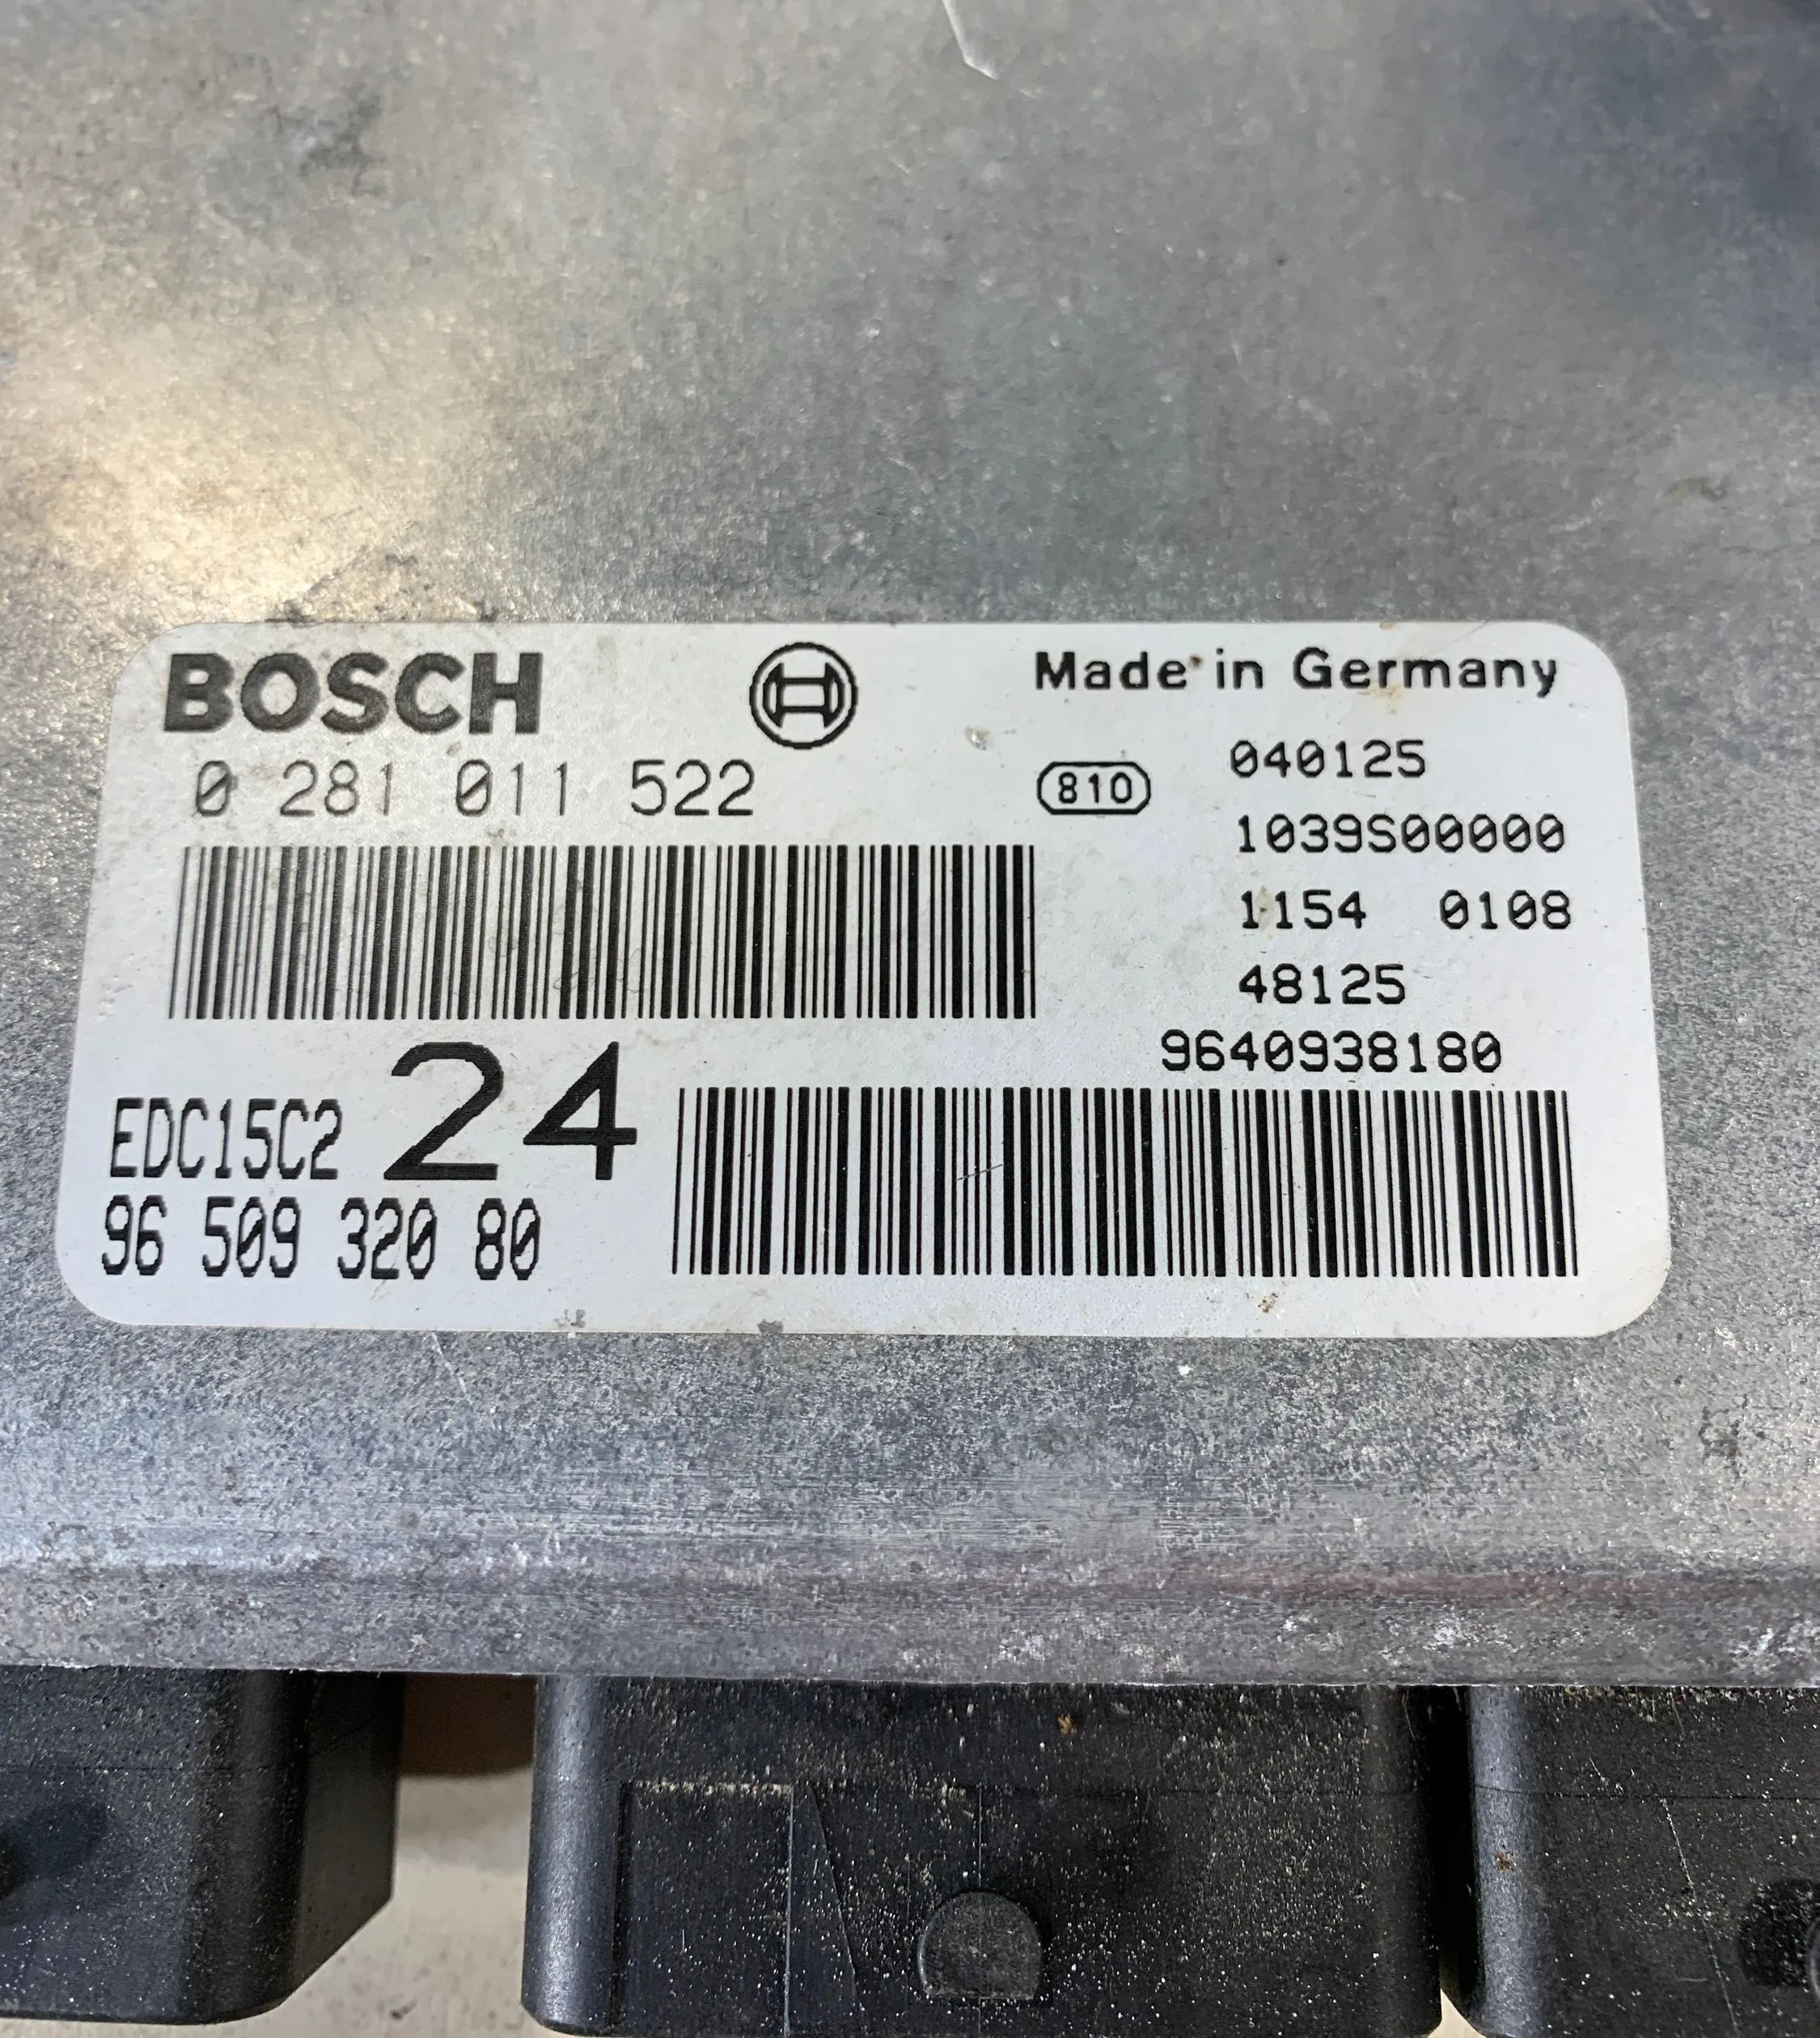 BOSCH
Made in Germany
0 281 011 522
810
040125
1039S00000
1154 0108
48125
9640938180
EDC15C2 24
96 509 320 80